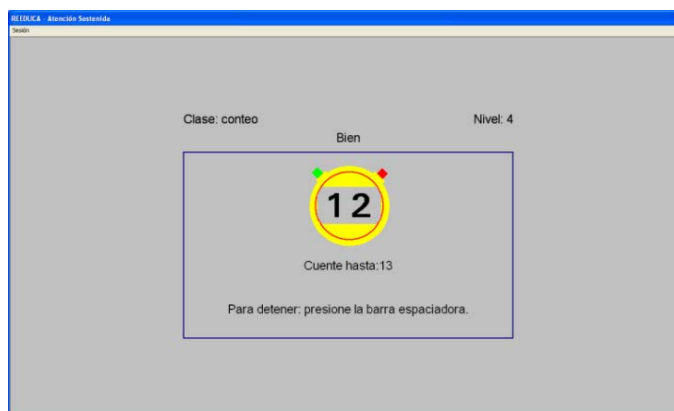 REEDUCA - Atención Sostenida
Sesión
Clase: conteo Nivel: 4
Bien
12
Cuente hasta:13
Para detener: presione la barra espaciadora.